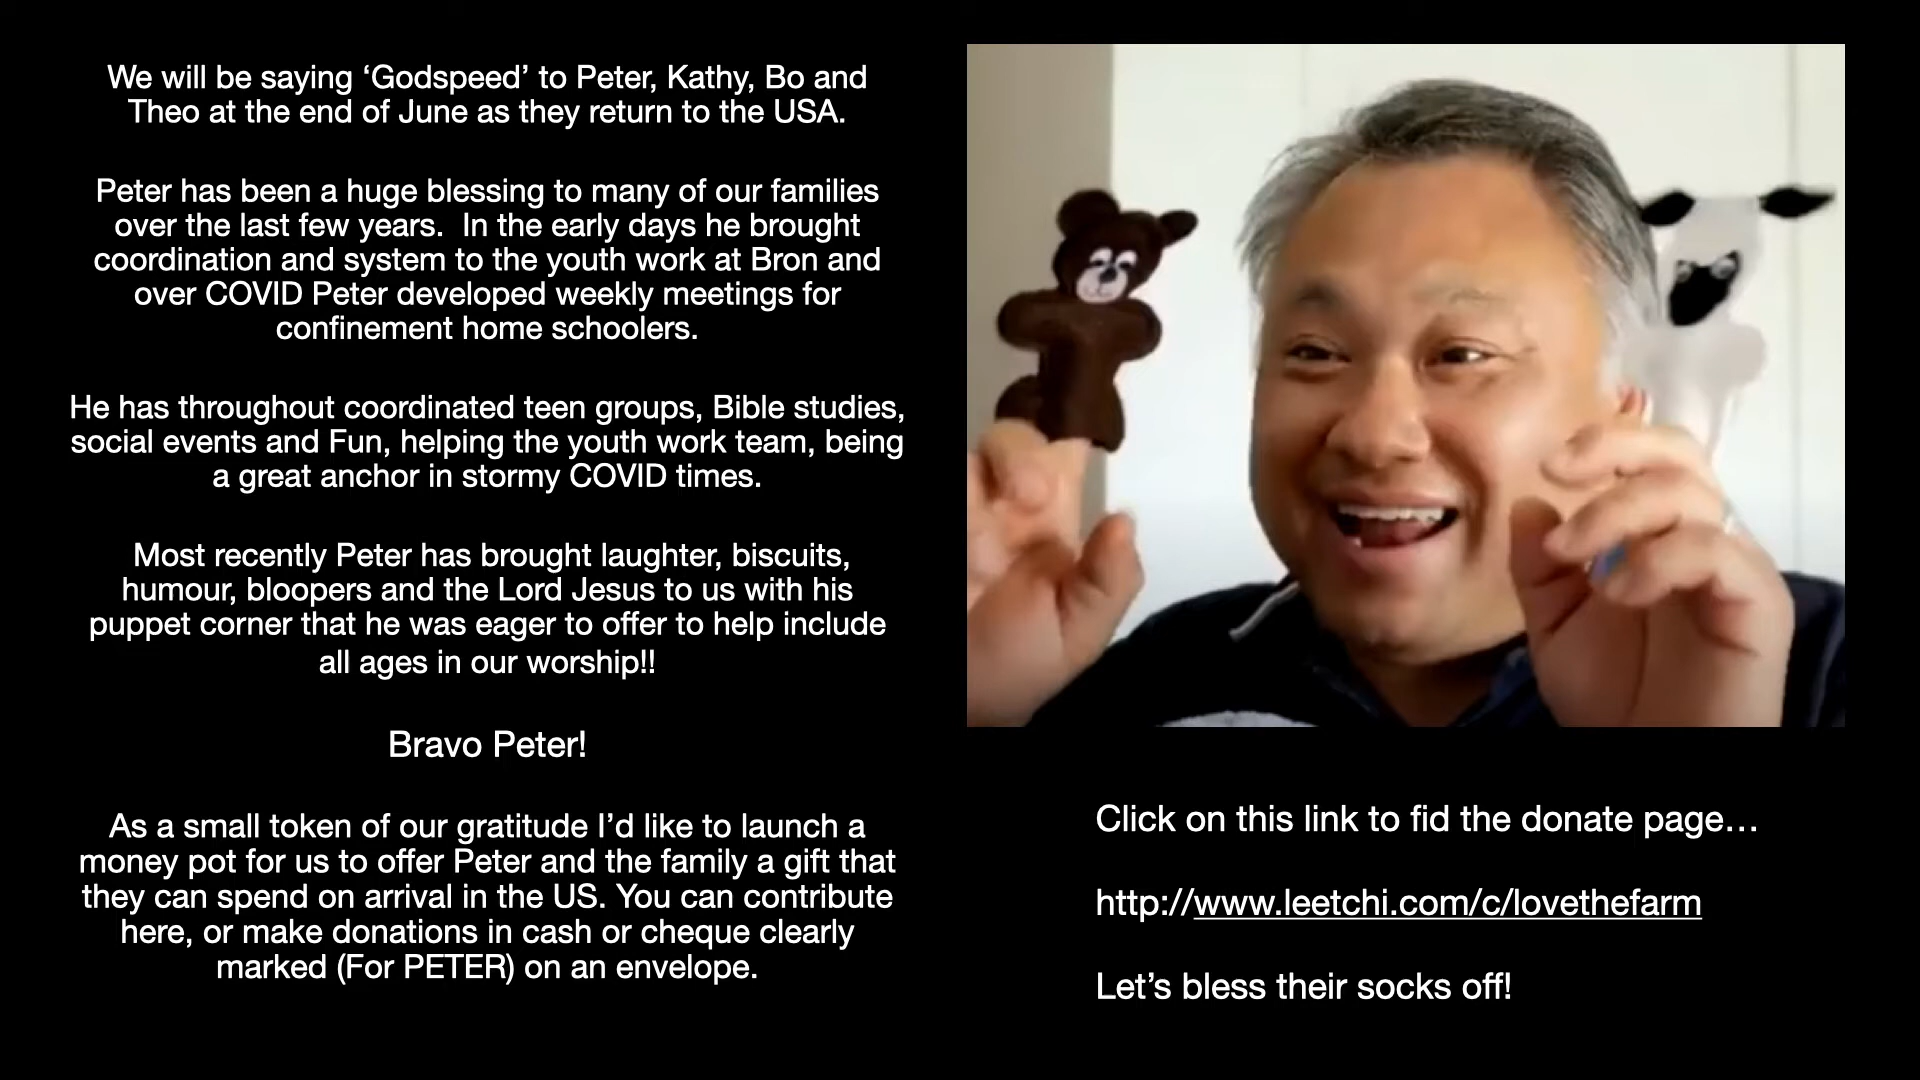 We will be saying ‘Godspeed’ to Peter, Kathy, Bo and
Theo at the end of June as they return to the USA.
Peter has been a huge blessing to many of our families
over the last few years.  In the early days he brought
coordination and system to the youth work at Bron and
over COVID Peter developed weekly meetings for
confinement home schoolers.
He has throughout coordinated teen groups, Bible studies,
social events and Fun, helping the youth work team, being
a great anchor in stormy COVID times.
Most recently Peter has brought laughter, biscuits,
humour, bloopers and the Lord Jesus to us with his
puppet corner that he was eager to offer to help include
all ages in our worship!!
Bravo Peter!
As a small token of our gratitude I’d like to launch a
money pot for us to offer Peter and the family a gift that
they can spend on arrival in the US. You can contribute
here, or make donations in cash or cheque clearly
marked (For PETER) on an envelope.
Click on this link to fid the donate page…
http://www.leetchi.com/c/lovethefarm
Let’s bless their socks off!